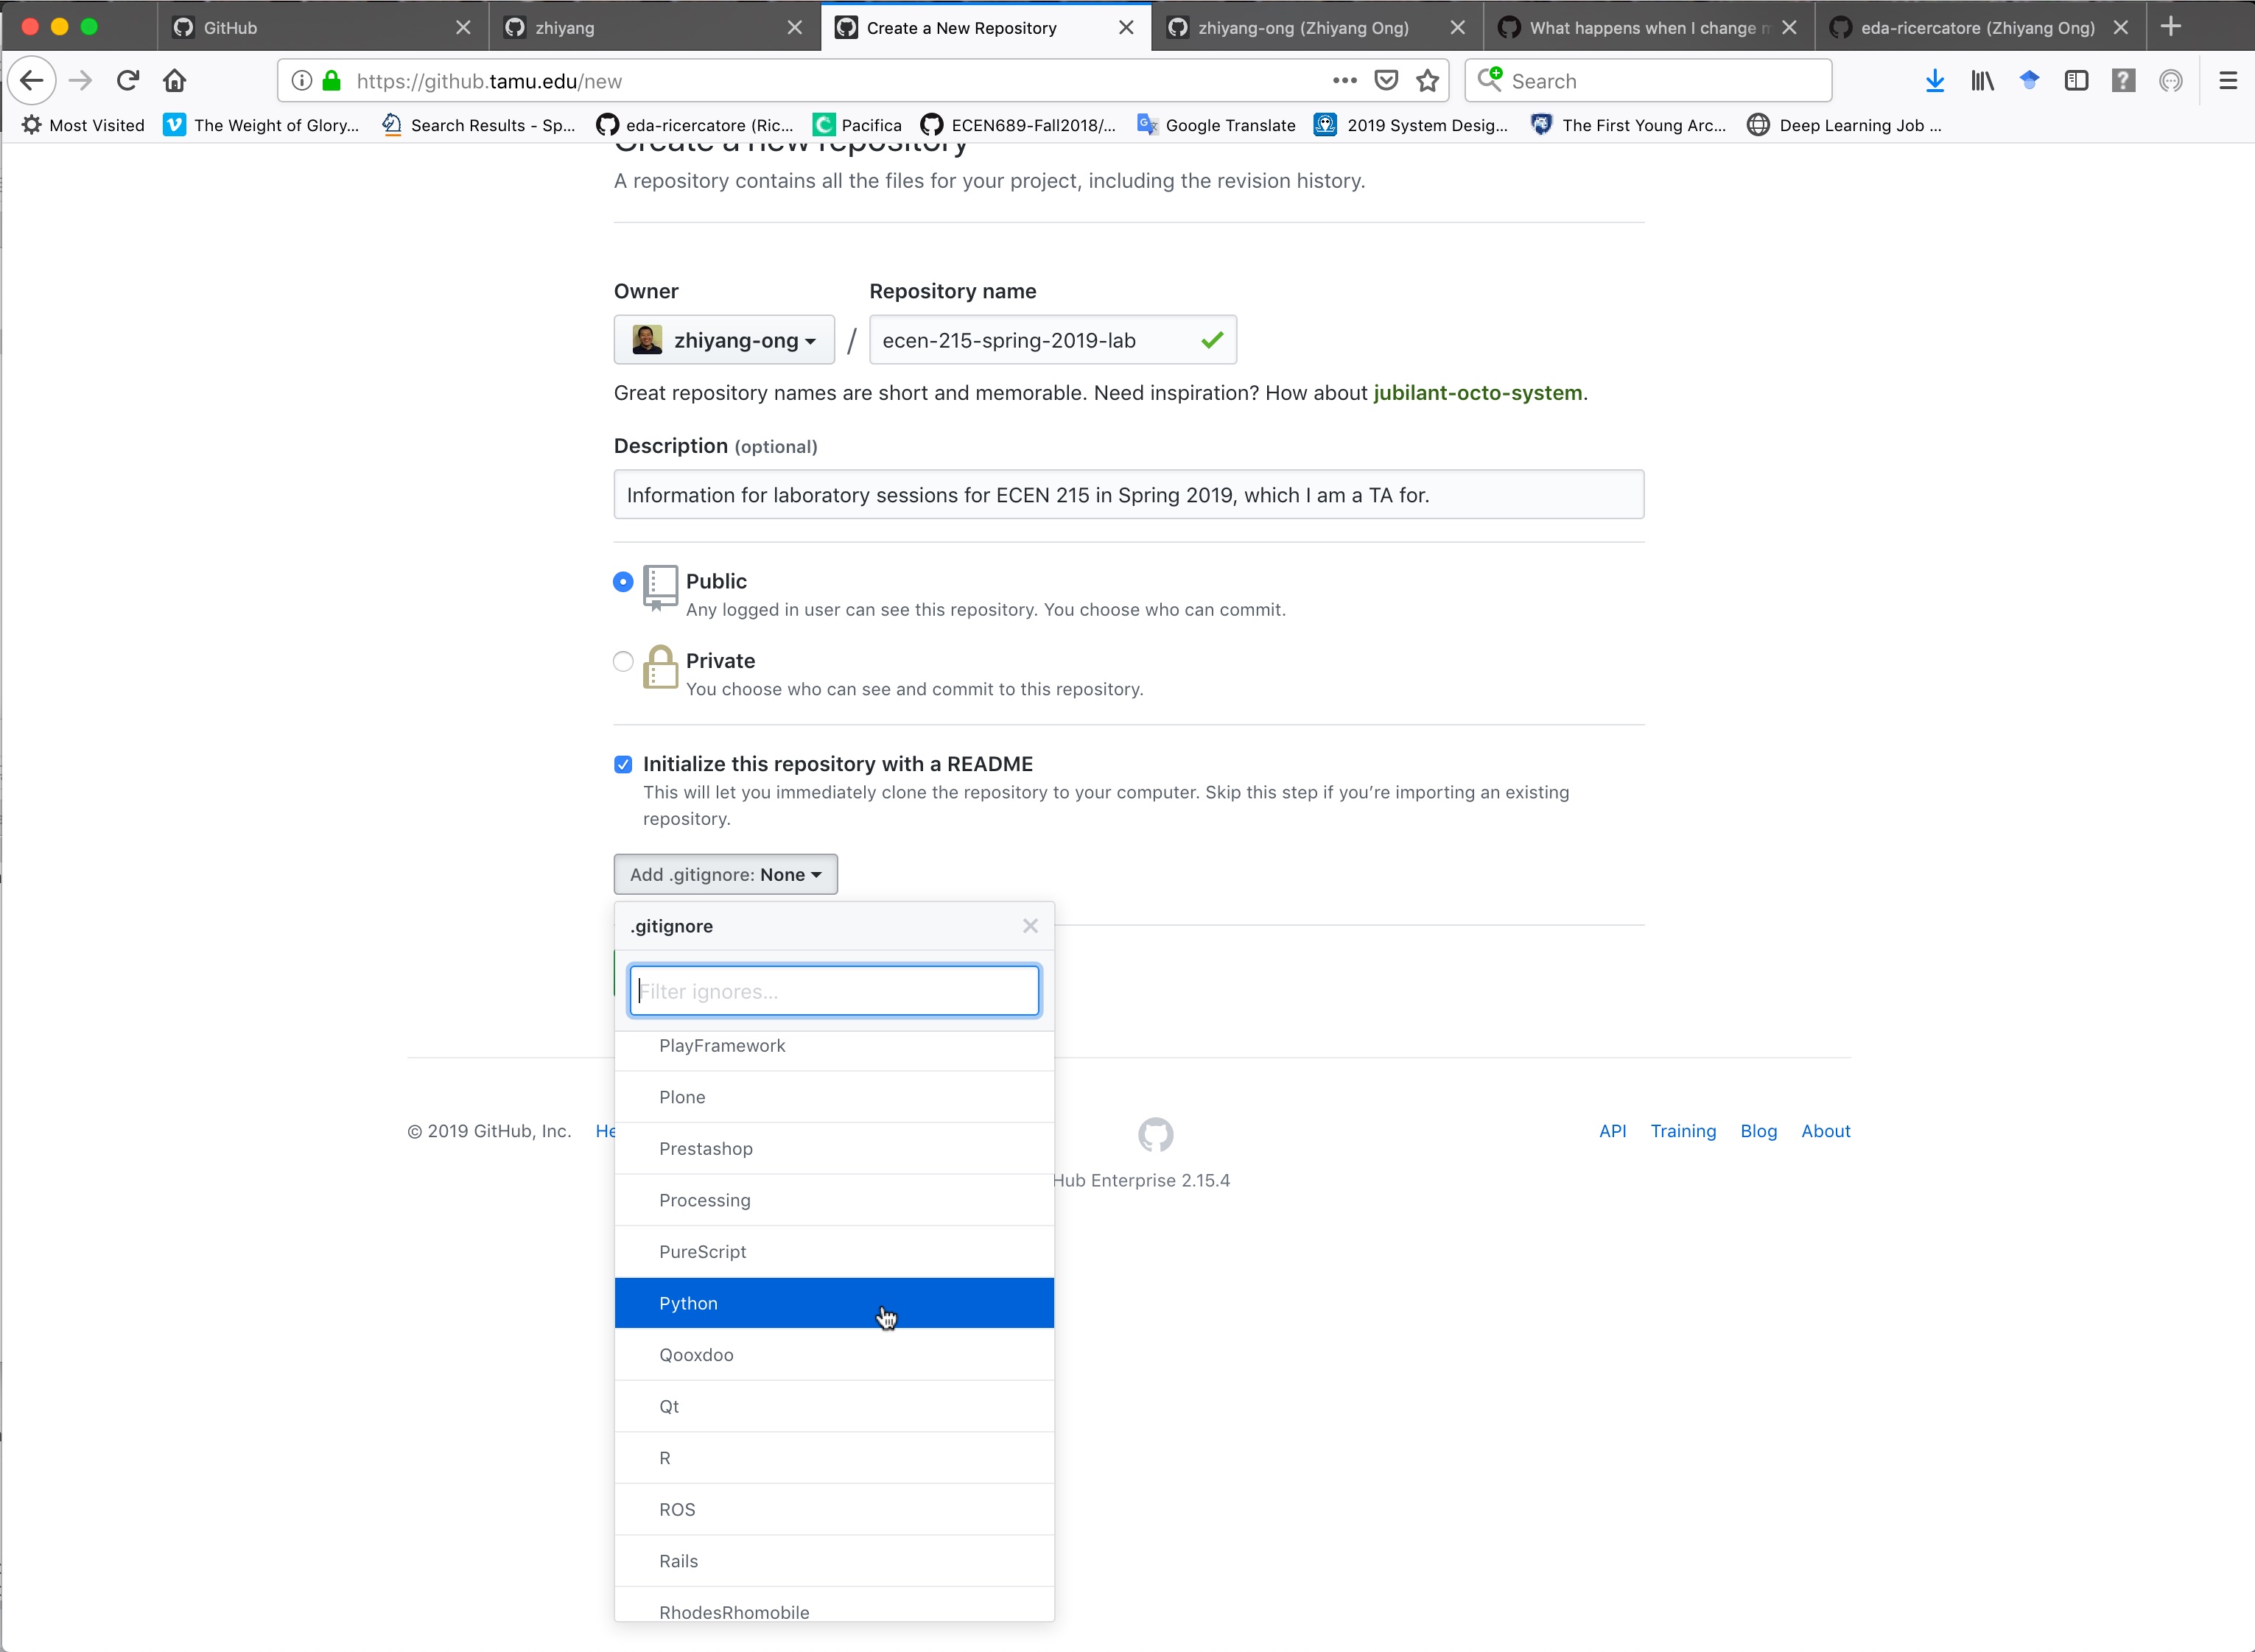 GitHub
zhiyang
Create a New Repository
zhiyang-ong (Zhiyang Ong)
What happens when I change
eda-ricercatore (Zhiyang Ong)
https://github.tamu.edu/new
Search
Most Visited
The Weight of Glory...
Search Results - Sp...
eda-ricercatore (Ric...
Pacifica
ECEN689-Fall2018/...
Google Translate
2019 System Desig...
The First Young Arc...
Deep Learning Job ...
Create a new repository
A repository contains all the files for your project, including the revision history.
Owner
Repository name
zhiyang-ong / ecen-215-spring-2019-lab
Great repository names are short and memorable. Need inspiration? How about jubilant-octo-system.
Description (optional)
Information for laboratory sessions for ECEN 215 in Spring 2019, which I am a TA for.
Public
Any logged in user can see this repository. You choose who can commit.
Private
You choose who can see and commit to this repository.
Initialize this repository with a README
This will let you immediately clone the repository to your computer. Skip this step if you’re importing an existing
repository.
Add .gitignore: None
.gitignore
Filter ignores...
PlayFramework
Plone
Prestashop
Processing
PureScript
Python
Qooxdoo
Qt
R
ROS
Rails
RhodesRhomobile
© 2019 GitHub, Inc. He
Hub Enterprise 2.15.4
API Training Blog About